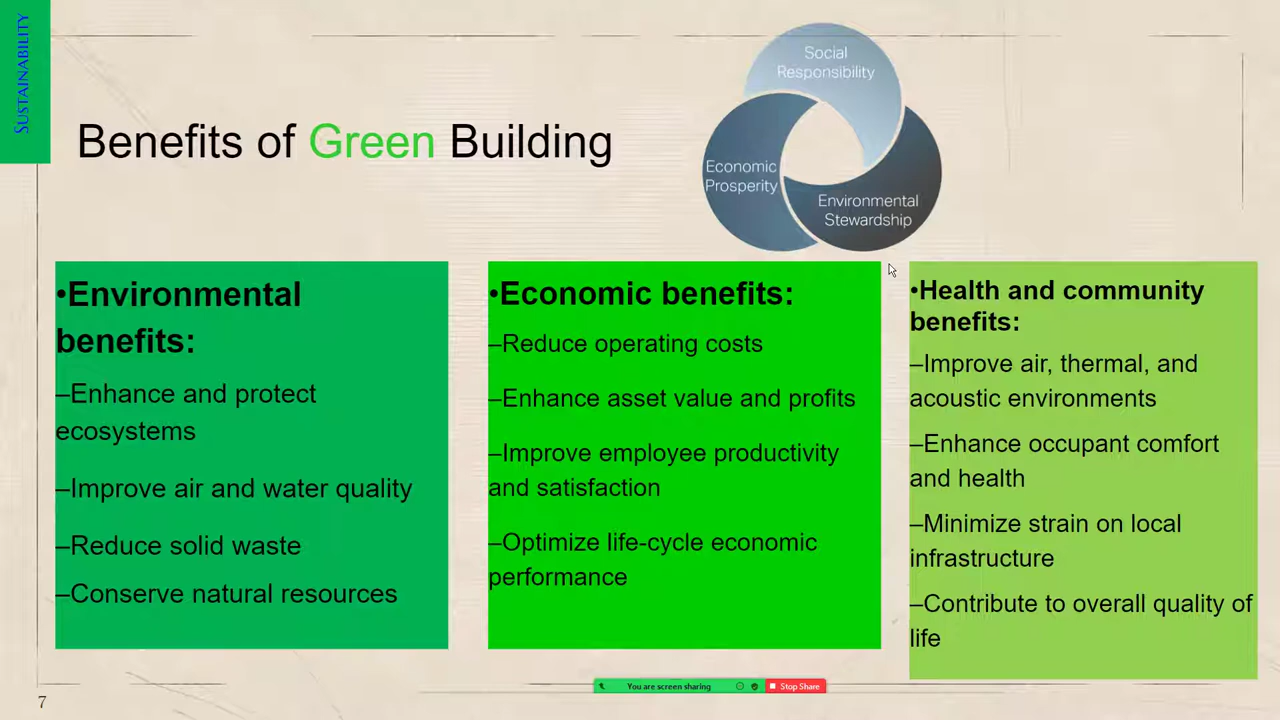 SUSTAINABILITY
Benefits of Green Building
Social
Responsibility
Economic
Prosperity
Environmental
Stewardship
•Environmental
benefits:
–Enhance and protect
ecosystems
–Improve air and water quality
–Reduce solid waste
–Conserve natural resources
•Economic benefits:
–Reduce operating costs
–Enhance asset value and profits
–Improve employee productivity
and satisfaction
–Optimize life-cycle economic
performance
•Health and community
benefits:
–Improve air, thermal, and
acoustic environments
–Enhance occupant comfort
and health
–Minimize strain on local
infrastructure
–Contribute to overall quality of
life
7
You are screen sharing
Stop Share